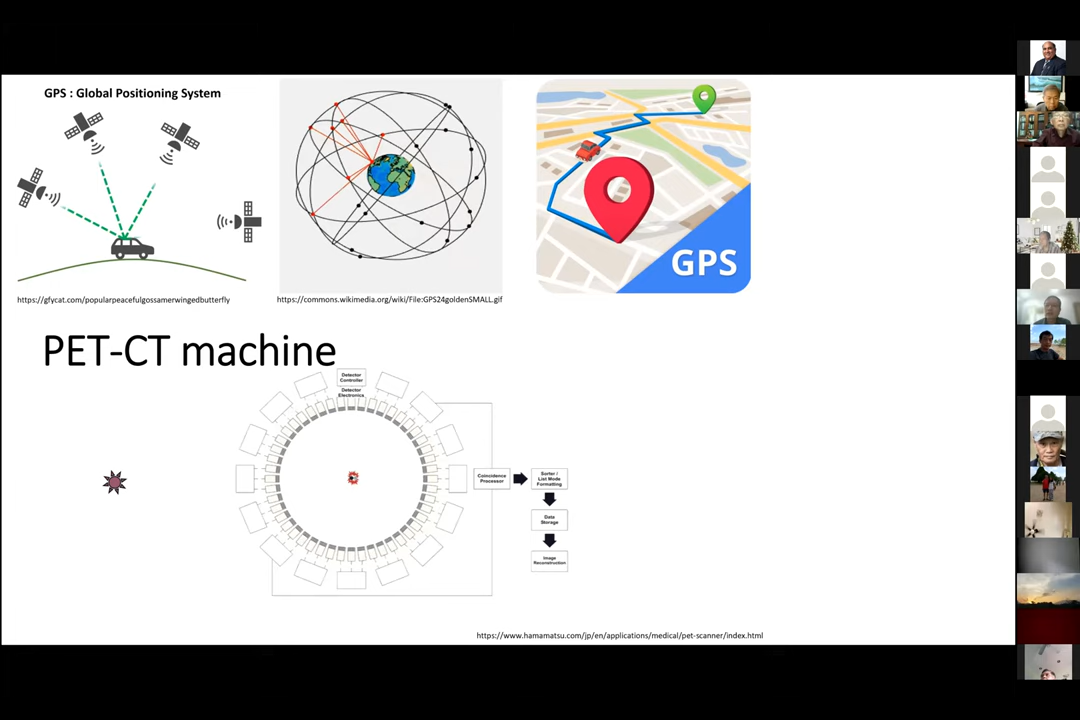 GPS : Global Positioning System
GPS
https://gfycat.com/popularpeacefulgossamerwingedbutterfly
https://commons.wikimedia.org/wiki/File:GPS24goldenSMALL.gif
PET-CT machine
Detector
Controller
Detector
Electronics
Coincidence
Processor
Sorter /
List Mode
Formatting
Data
Storage
Image
Reconstruction
https://www.hamamatsu.com/jp/en/applications/medical/pet-scanner/index.html